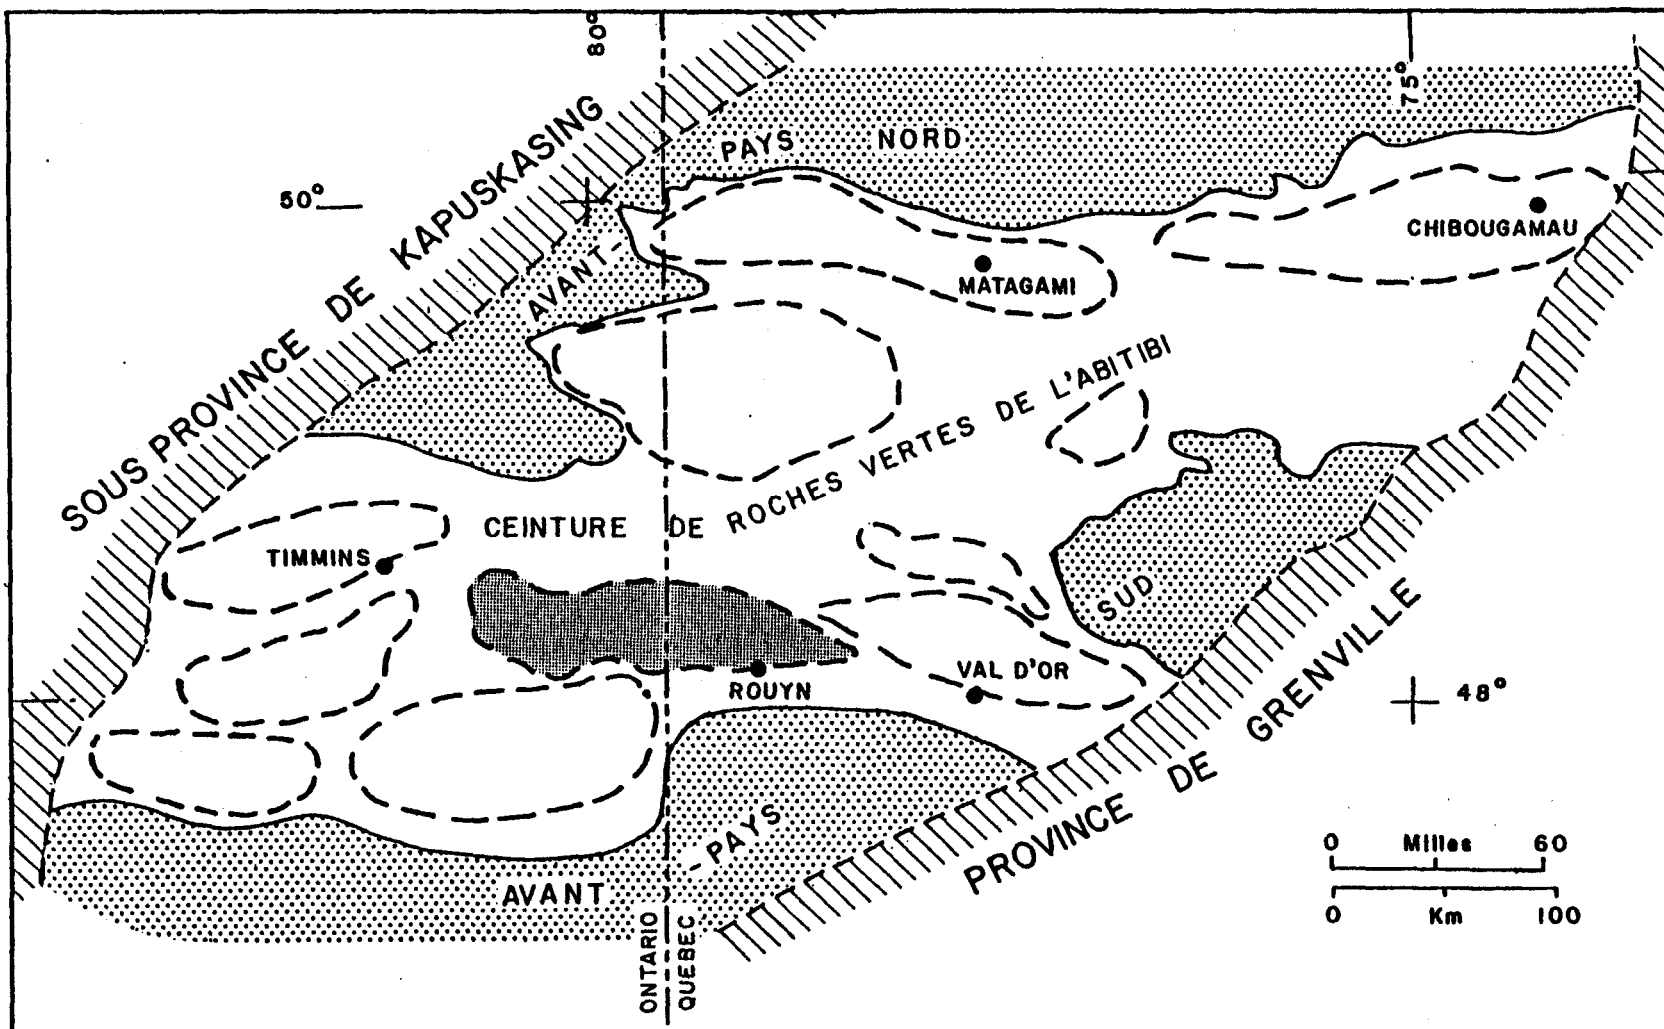 80°
75°
PAYS NORD
50°
SOUS PROVINCE DE KAPUSKASING
CHIBOUGAMAU
AVANT-
MATAGAMI
CEINTURE DE ROCHES VERTES DE L'ABITIBI
TIMMINS
SUD
VAL D'OR
ROUYN
48°
PROVINCE DE GRENVILLE
-PAYS
AVANT
0 Milles 60
0 Km 100
ONTARIO
QUEBEC